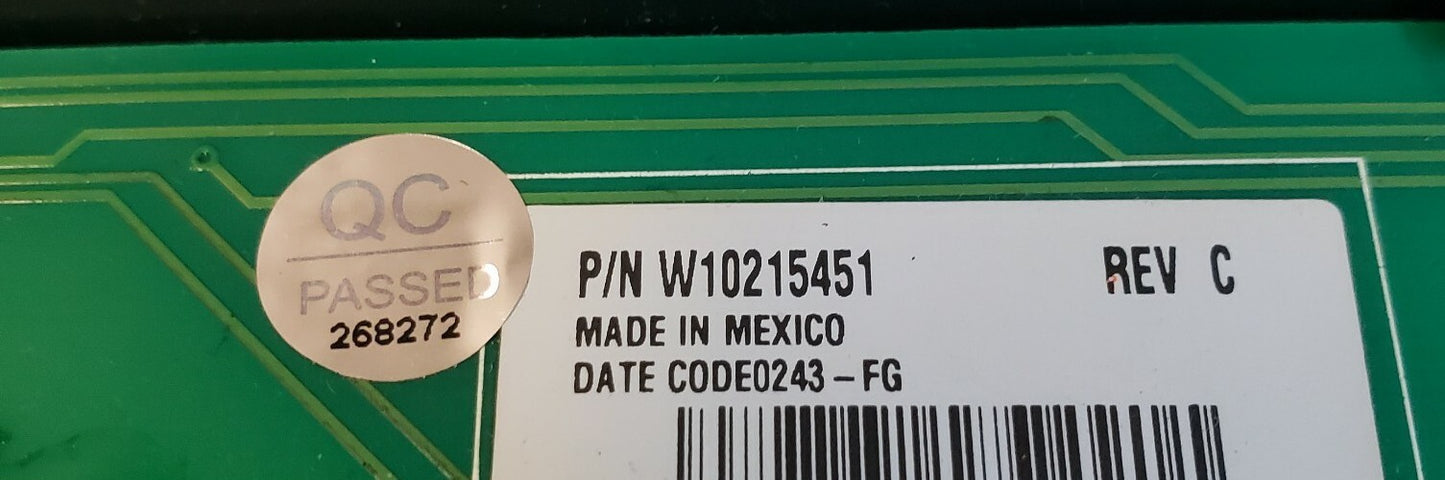 QC
PASSED
268272
P/N W10215451 REV C
MADE IN MEXICO
DATE CODE0243-FG